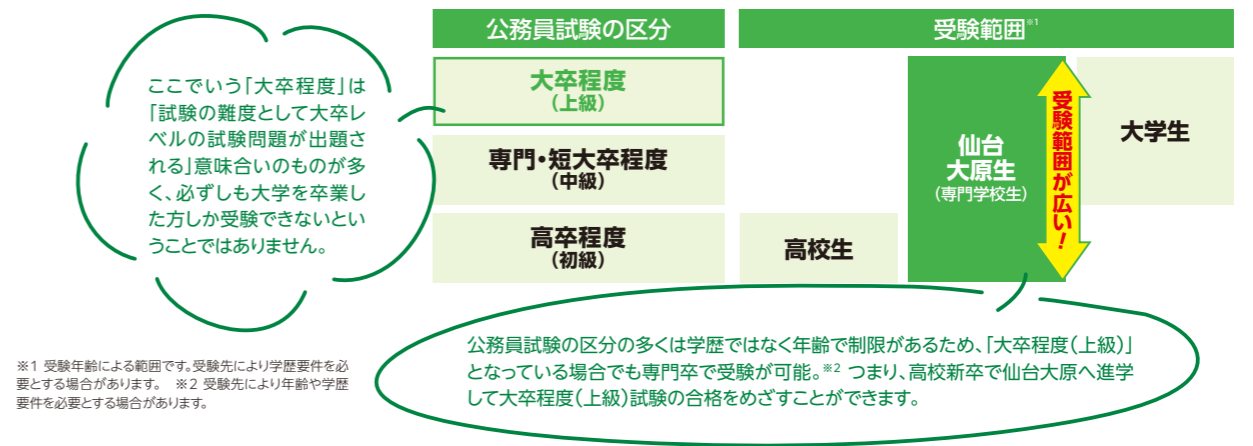 公務員試験の区分
受験範囲※1
ここでいう「大卒程度」は
「試験の難度として大卒レ
ベルの試験問題が出題さ
れる」意味合いのものが多
く、必ずしも大学を卒業し
た方しか受験できないとい
うことではありません。
大卒程度
(上級)
専門・短大卒程度
(中級)
高卒程度
(初級)
高校生
仙台
大原生
(専門学校生)
受験範囲が広い!
大学生
公務員試験の区分の多くは学歴ではなく年齢で制限があるため、「大卒程度(上級)」
となっている場合でも専門卒で受験が可能。※2 つまり、高校新卒で仙台大原へ進学
して大卒程度(上級)試験の合格をめざすことができます。
※1 受験年齢による範囲です。受験先により学歴要件を必
要とする場合があります。 ※2 受験先により年齢や学歴
要件を必要とする場合があります。